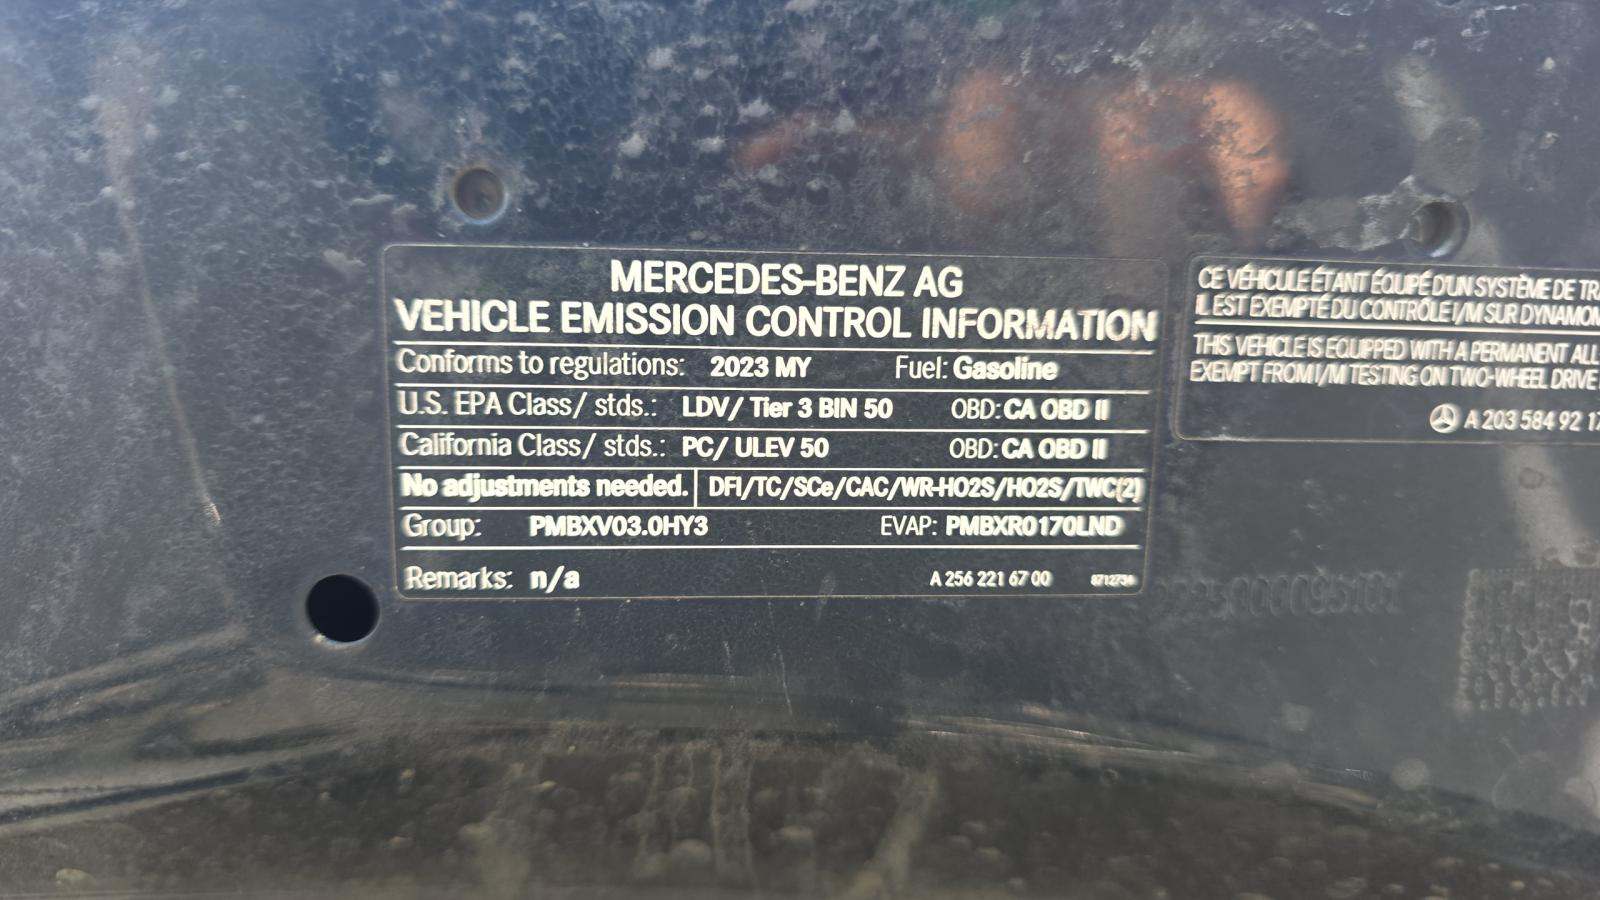 MERCEDES-BENZ AG
VEHICLE EMISSION CONTROL INFORMATION
Conforms to regulations: 2023 MY Fuel: Gasoline
U.S. EPA Class/ stds.: LDV/ Tier 3 BIN 50 OBD: CA OBD II
California Class/ stds.: PC/ ULEV 50 OBD: CA OBD II
No adjustments needed. DFI/TC/SCe/CAC/WR-HO2S/HO2S/TWC(2)
Group: PMBXV03.0HY3 EVAP: PMBXR0170LND
Remarks: n/a A 256 221 67 00 8712734
CE VÉHICULE ÉTANT ÉQUIPÉ D'UN SYSTÈME DE
IL EST EXEMPTÉ DU CONTRÔLE I/M SUR
THIS VEHICLE IS EQUIPPED WITH A PERMANENT ALL
EXEMPT FROM I/M TESTING ON TWO-WHEEL DRIVE
A 203 584 92 17